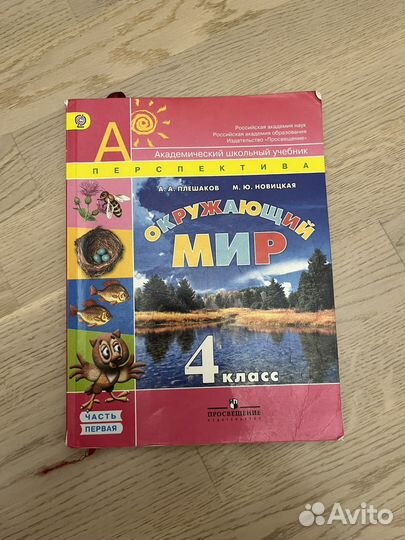 Российская академия наук
Российская академия образования
Издательство «Просвещение»
А
Академический школьный учебник
ПЕРСПЕКТИВА
А. А. ПЛЕШАКОВ М. Ю. НОВИЦКАЯ
ОКРУЖАЮЩИЙ
МИР
4 класс
ЧАСТЬ
ПЕРВАЯ
ПРОСВЕЩЕНИЕ
ИЗДАТЕЛЬСТВО
Avito